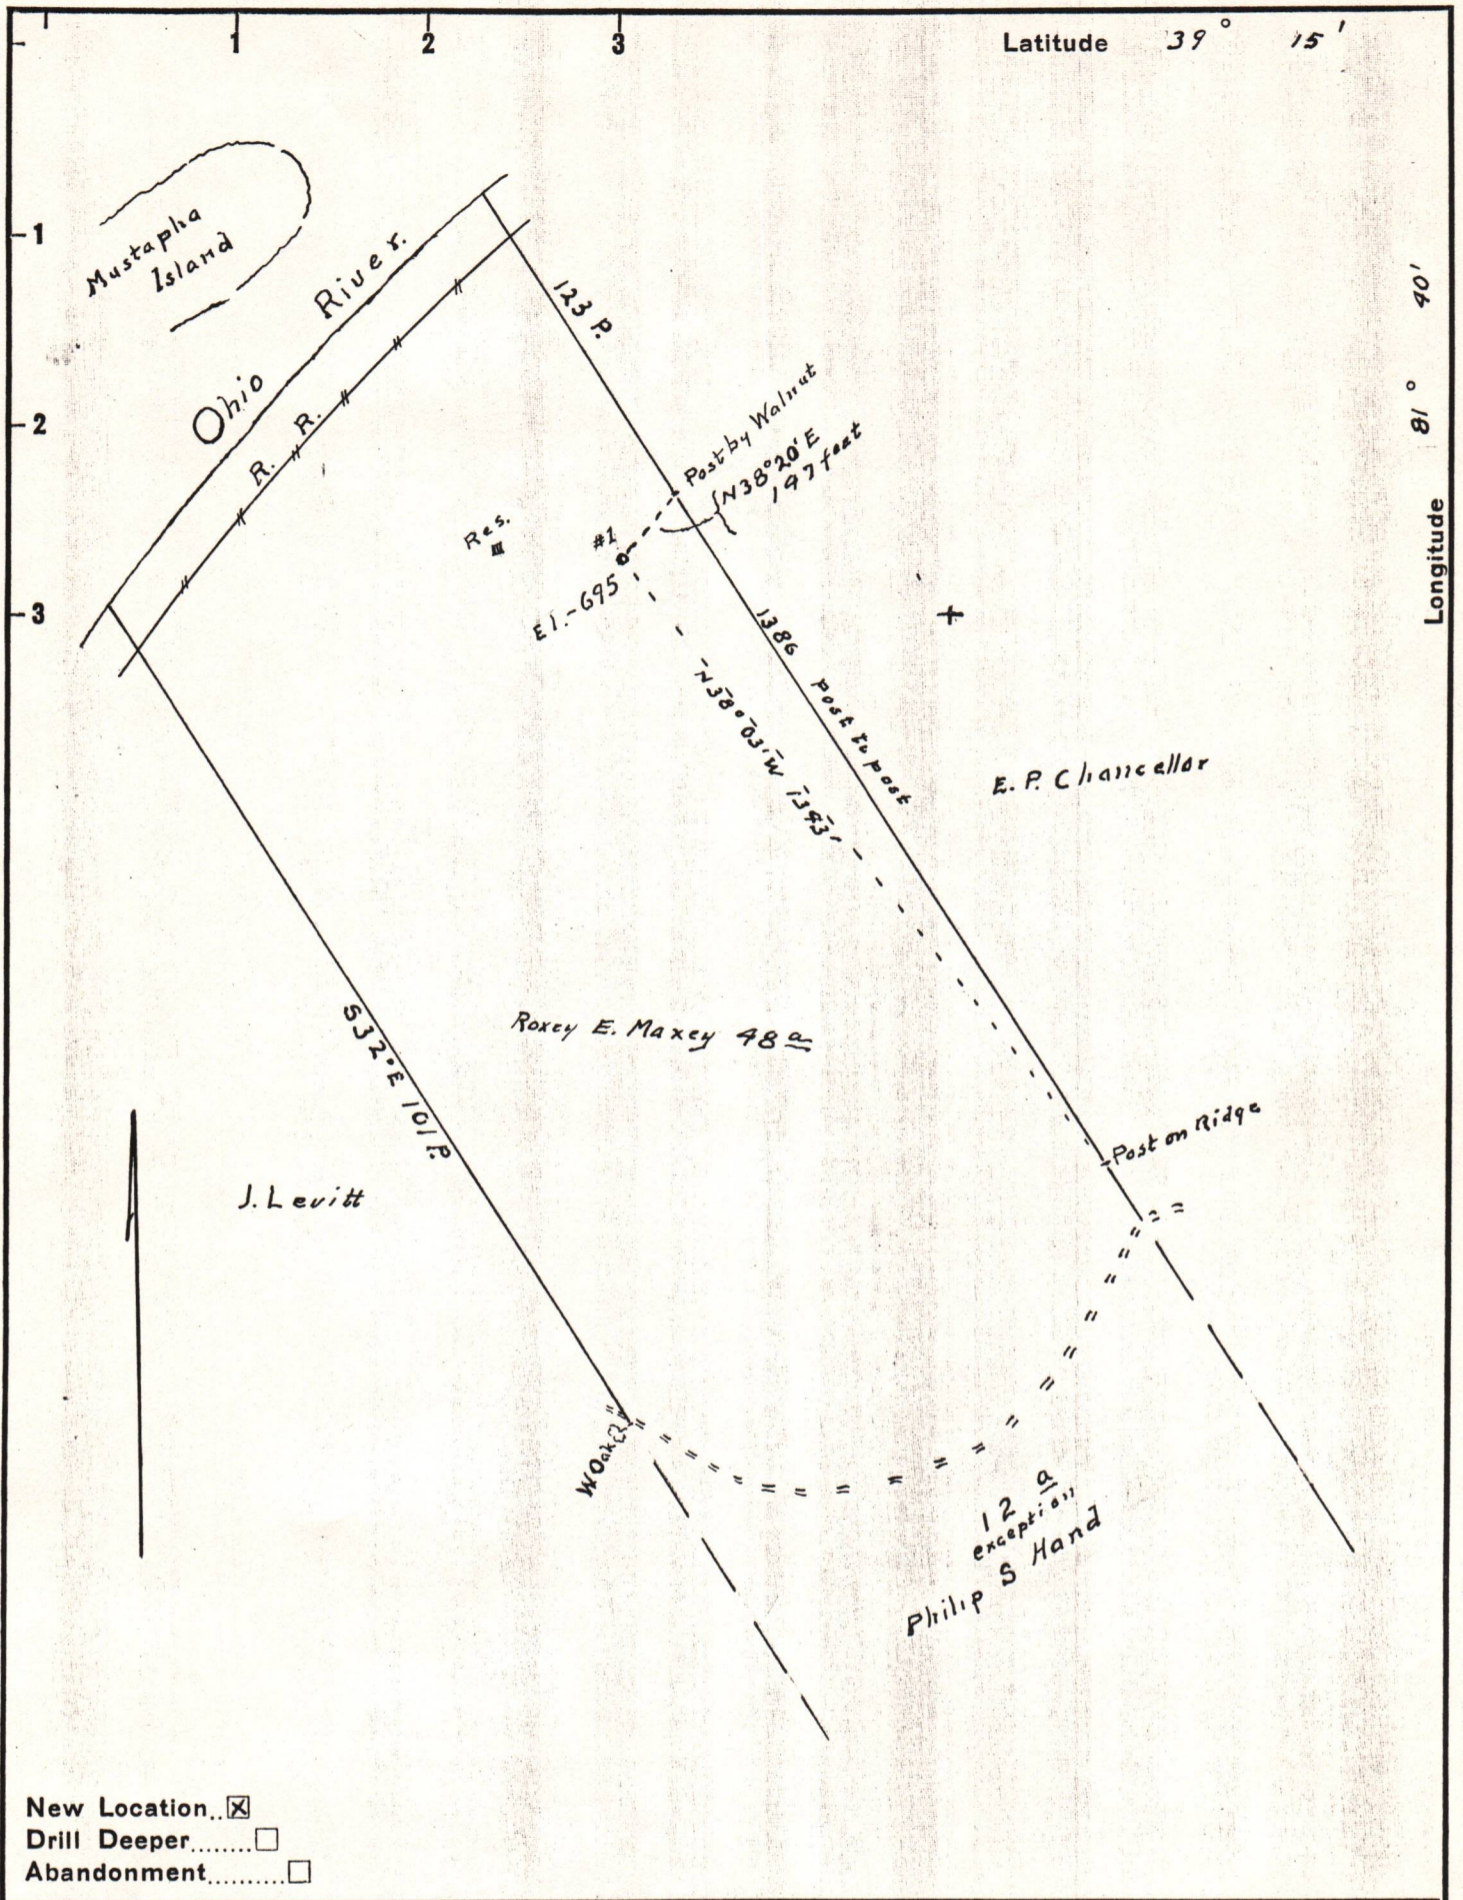 1 2 3
Latitude 39° 15'
Longitude 81° 40'
1
2
3
Mustapha
Island
Ohio River.
R. R.
123 P.
Post by Walnut
N38°20'E
147 feet
Res.
#1
El.-695
1386 post to post
N38°03'W 1343'
E. P. Chancellor
Roxey E. Maxey 48 a
S32°E 101P.
J. Levitt
Post on Ridge
W Oak
12 a
exception
Philip S Hand
New Location..☒
Drill Deeper........☐
Abandonment..........☐